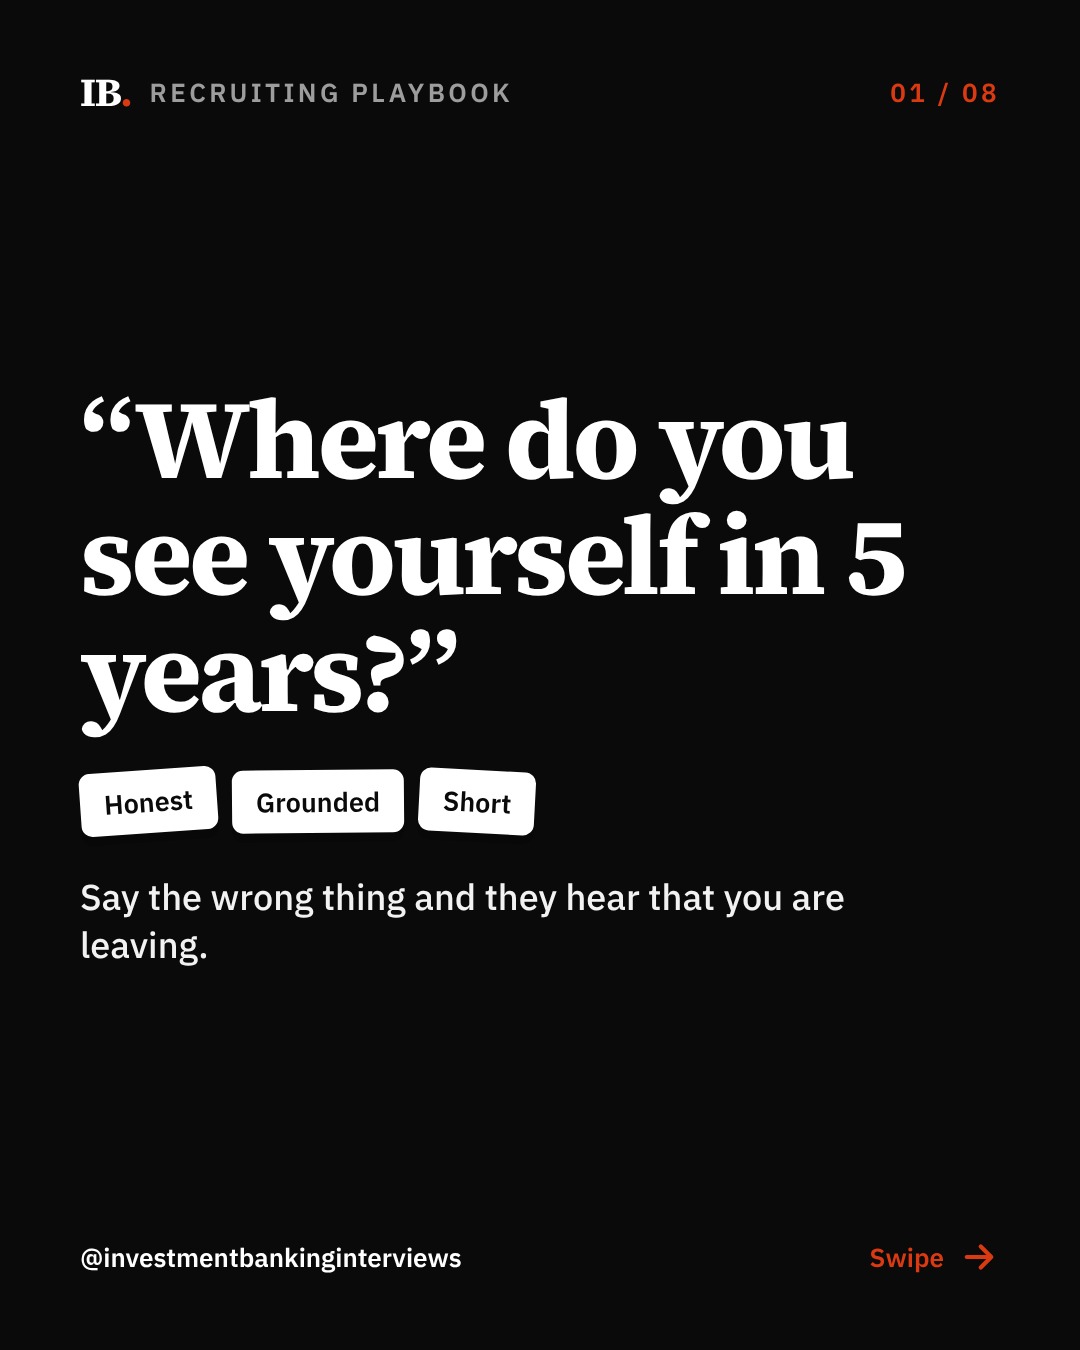 IB. RECRUITING PLAYBOOK
01 / 08
“Where do you
see yourself in 5
years?”
Honest Grounded Short
Say the wrong thing and they hear that you are
leaving.
@investmentbankinginterviews
Swipe →